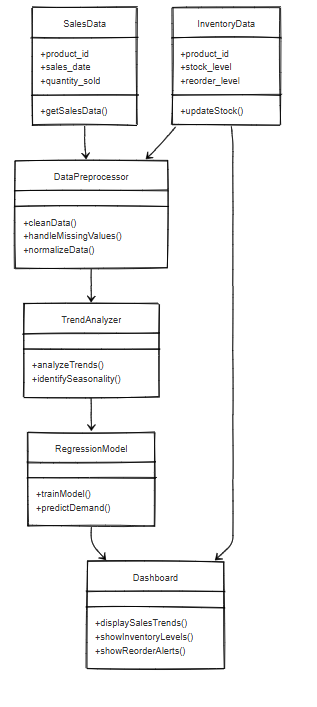 SalesData
+product_id
+sales_date
+quantity_sold
+getSalesData()
InventoryData
+product_id
+stock_level
+reorder_level
+updateStock()
DataPreprocessor
+cleanData()
+handleMissingValues()
+normalizeData()
TrendAnalyzer
+analyzeTrends()
+identifySeasonality()
RegressionModel
+trainModel()
+predictDemand()
Dashboard
+displaySalesTrends()
+showInventoryLevels()
+showReorderAlerts()